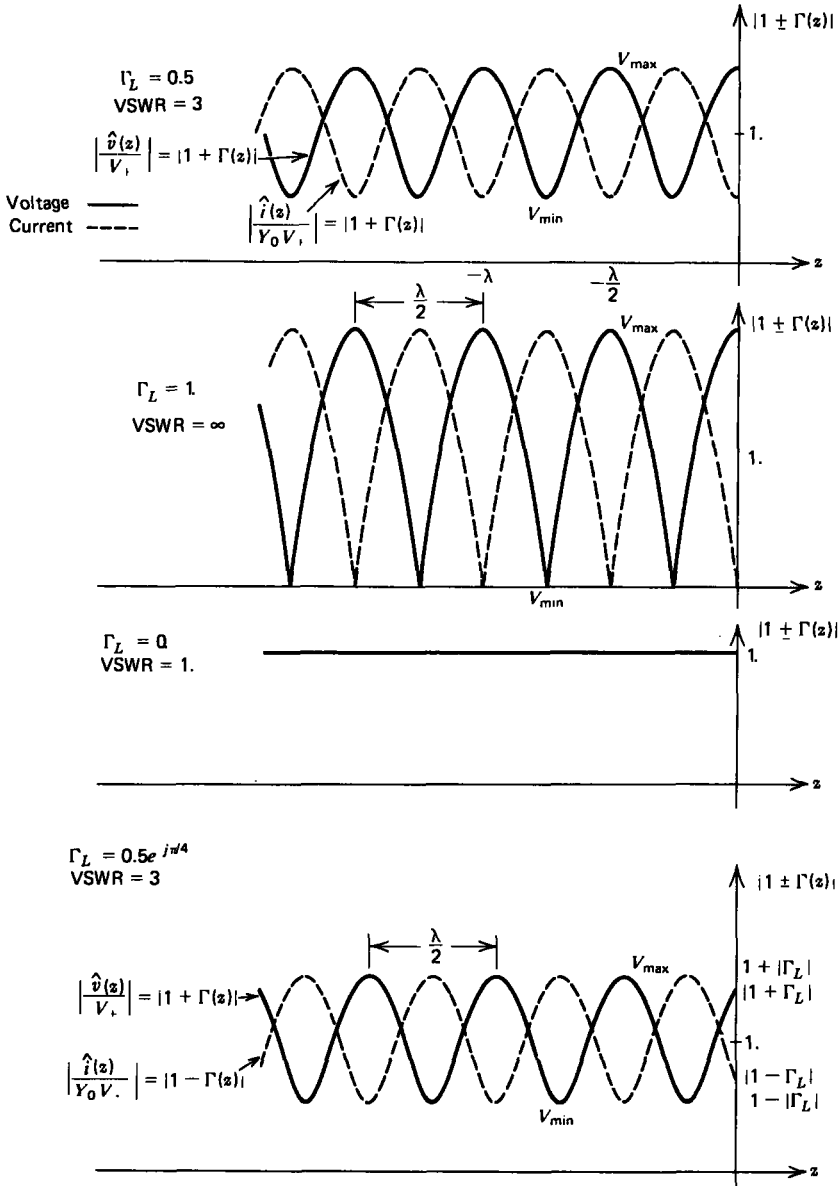 |1 ± Γ(z)|
Γ_L = 0.5
VSWR = 3
V_max
1.
|v̂(z)/V₊| = |1 + Γ(z)|
Voltage
Current
|î(z)/Y₀V₊| = |1 + Γ(z)|
V_min
z
−λ
−λ/2
λ/2
|1 ± Γ(z)|
V_max
Γ_L = 1.
VSWR = ∞
1.
V_min
z
Γ_L = 0.
VSWR = 1.
|1 ± Γ(z)|
1.
z
Γ_L = 0.5e^{jπ/4}
VSWR = 3
|1 ± Γ(z)|
λ/2
V_max
1 + |Γ_L|
|v̂(z)/V₊| = |1 + Γ(z)|
|1 + Γ_L|
1.
|î(z)/Y₀V₊| = |1 − Γ(z)|
|1 − Γ_L|
1 − |Γ_L|
V_min
z